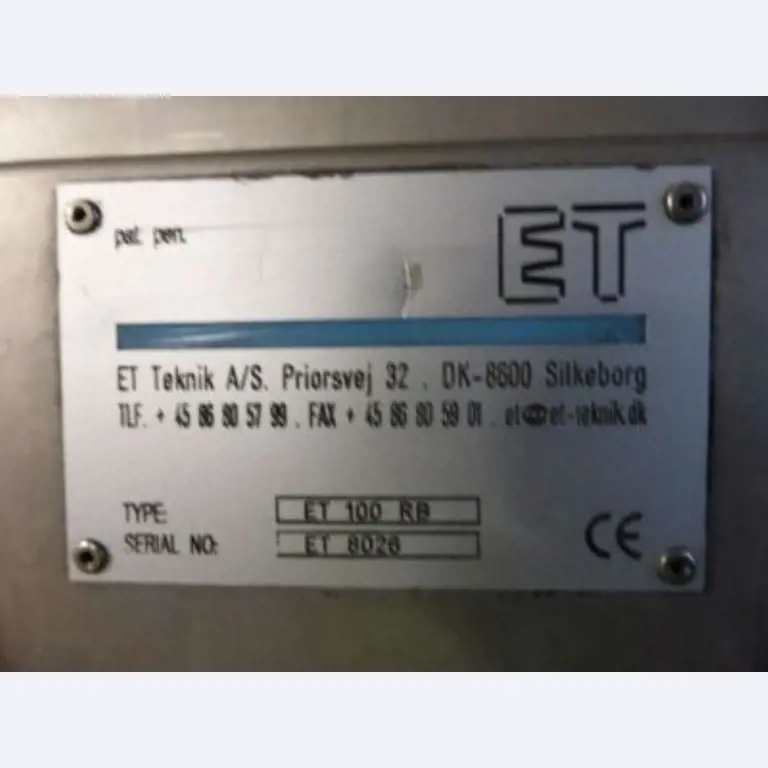 pat. pen.
ET
ET Teknik A/S. Priorsvej 32 . DK-8600 Silkeborg
TLF. + 45 86 80 57 99 . FAX + 45 86 80 59 01 . et@et-teknik.dk
TYPE: ET 100 RB
SERIAL NO: ET 8026
CE